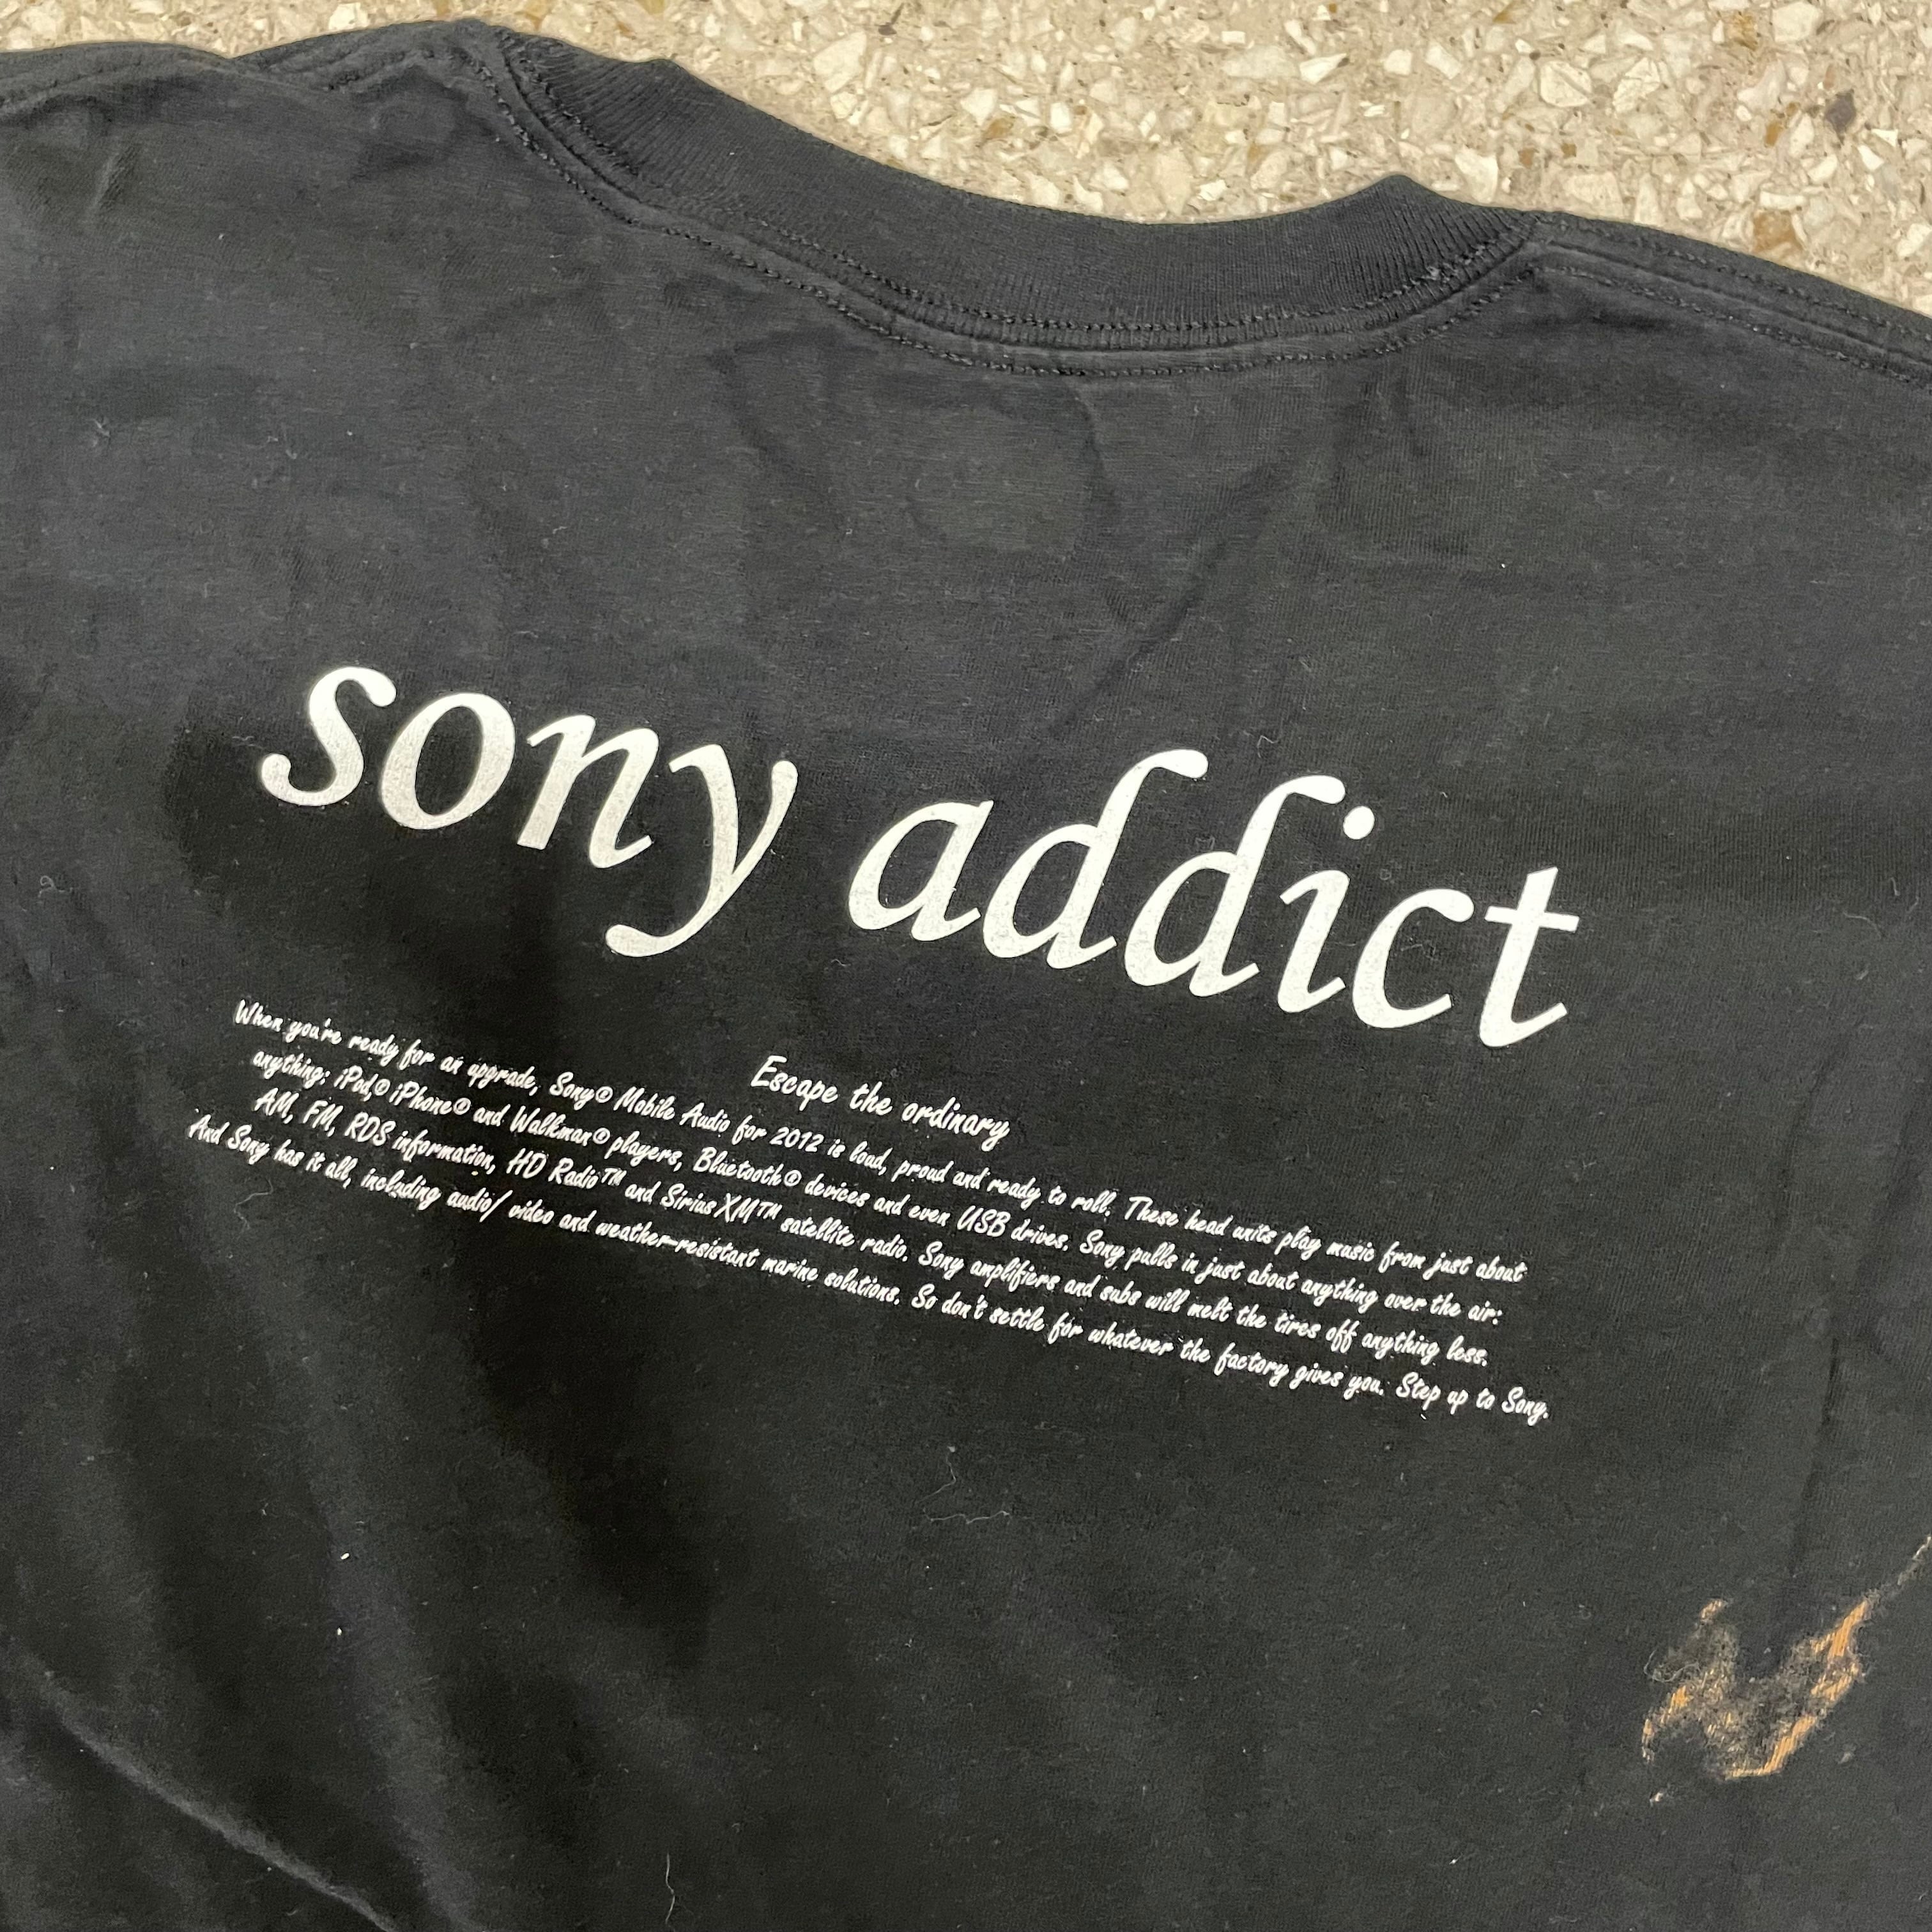 sony addict
Escape the ordinary
When you're ready for an upgrade, Sony® Mobile Audio for 2012 is loud, proud and ready to roll. These head units play music from just about
anything: iPod,® iPhone® and Walkman® players, Bluetooth® devices and even USB drives. Sony pulls in just about anything over the air:
AM, FM, RDS information, HD Radio™ and Sirius XM™ satellite radio. Sony amplifiers and subs will melt the tires off anything less.
And Sony has it all, including audio/ video and weather-resistant marine solutions. So don't settle for whatever the factory gives you. Step up to Sony.